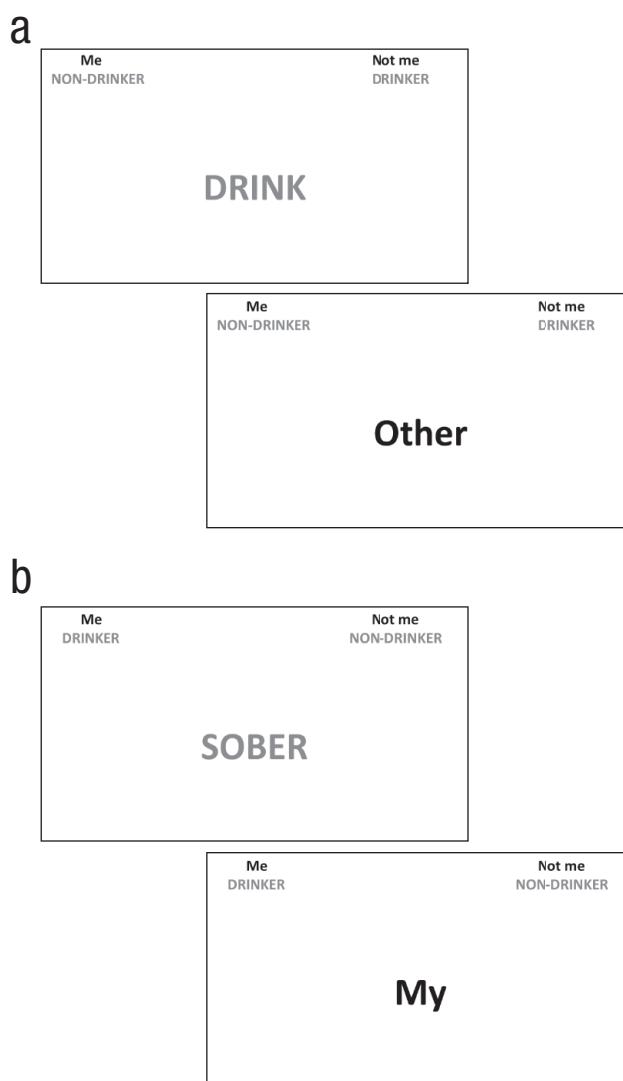 a
Me Not me
NON-DRINKER DRINKER
DRINK
Me Not me
NON-DRINKER DRINKER
Other
b
Me Not me
DRINKER NON-DRINKER
SOBER
Me Not me
DRINKER NON-DRINKER
My